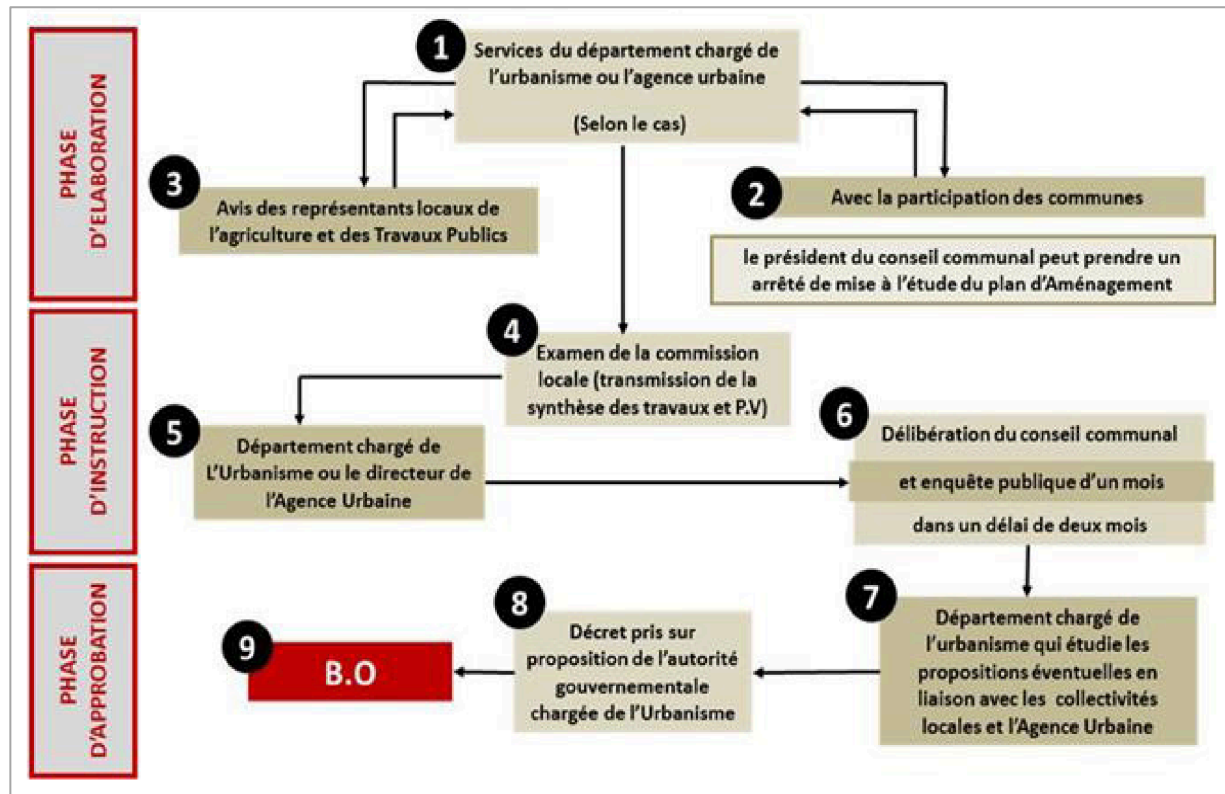 PHASE
D'ELABORATION
1
Services du département chargé de
l'urbanisme ou l'agence urbaine
(Selon le cas)
3
Avis des représentants locaux de
l'agriculture et des Travaux Publics
2
Avec la participation des communes
le président du conseil communal peut prendre un
arrêté de mise à l'étude du plan d'Aménagement
PHASE
D'INSTRUCTION
4
Examen de la commission
locale (transmission de la
synthèse des travaux et P.V)
5
Département chargé de
L'Urbanisme ou le directeur de
l'Agence Urbaine
6
Délibération du conseil communal
et enquête publique d'un mois
dans un délai de deux mois
PHASE
D'APPROBATION
7
Département chargé de
l'urbanisme qui étudie les
propositions éventuelles en
liaison avec les collectivités
locales et l'Agence Urbaine
8
Décret pris sur
proposition de l'autorité
gouvernementale
chargée de l'Urbanisme
9
B.O